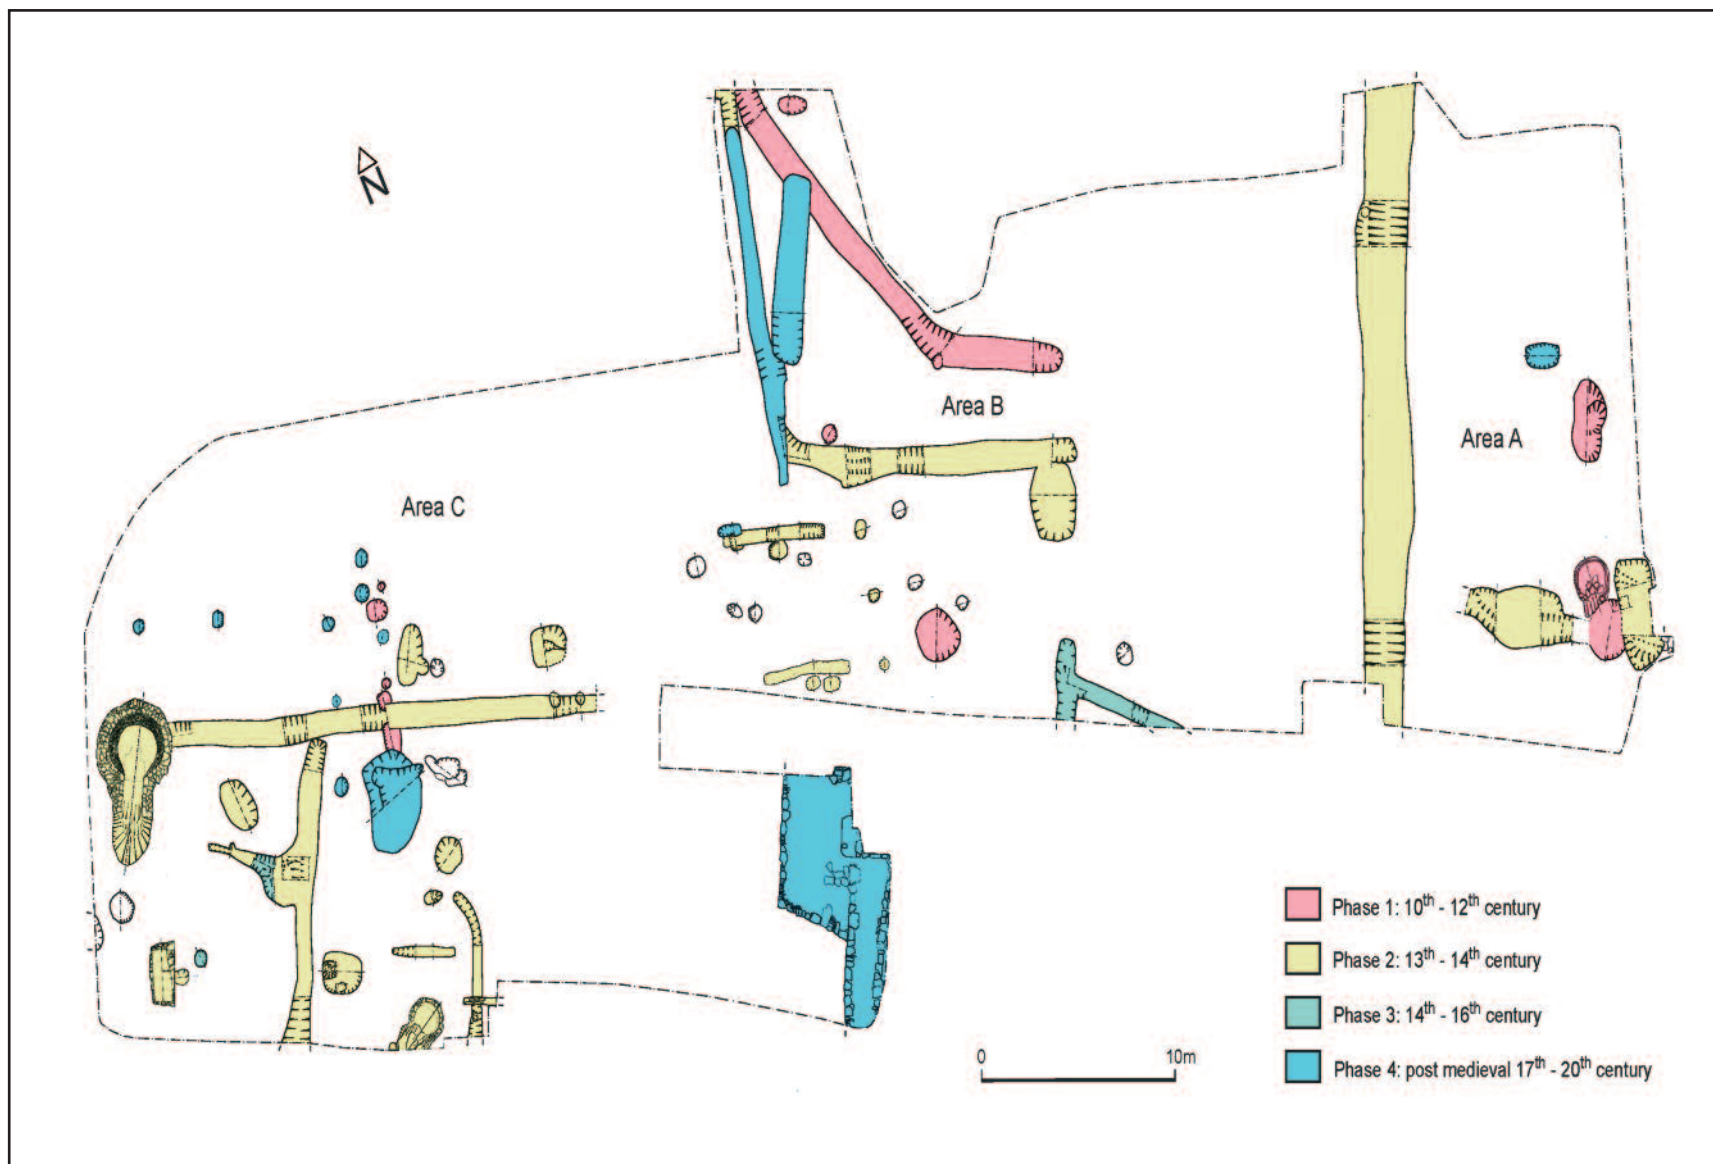 N
Area B
Area A
Area C
Phase 1: 10th - 12th century
Phase 2: 13th - 14th century
Phase 3: 14th - 16th century
0 10m
Phase 4: post medieval 17th - 20th century